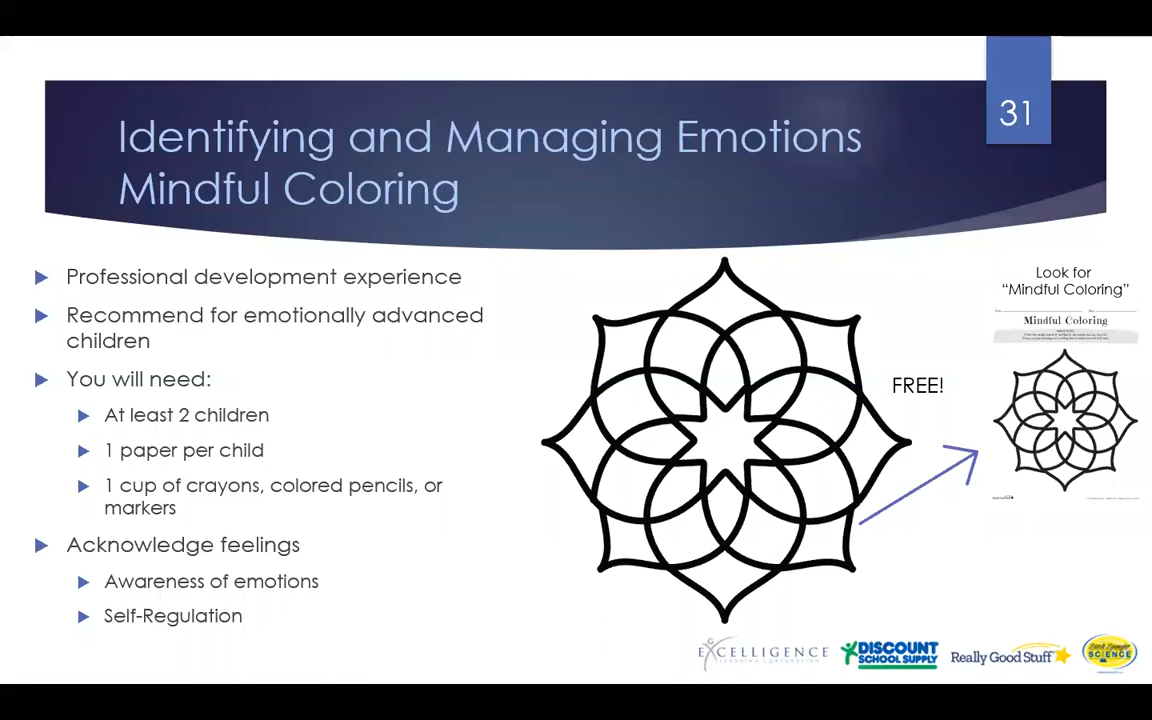 31
Identifying and Managing Emotions
Mindful Coloring
Professional development experience
Recommend for emotionally advanced
children
You will need:
At least 2 children
1 paper per child
1 cup of crayons, colored pencils, or
markers
Acknowledge feelings
Awareness of emotions
Self-Regulation
Look for
“Mindful Coloring”
Mindful Coloring
FREE!
EXCELLIGENCE
LEARNING CORPORATION
DISCOUNT
SCHOOL SUPPLY
Really Good Stuff
SCIENCE